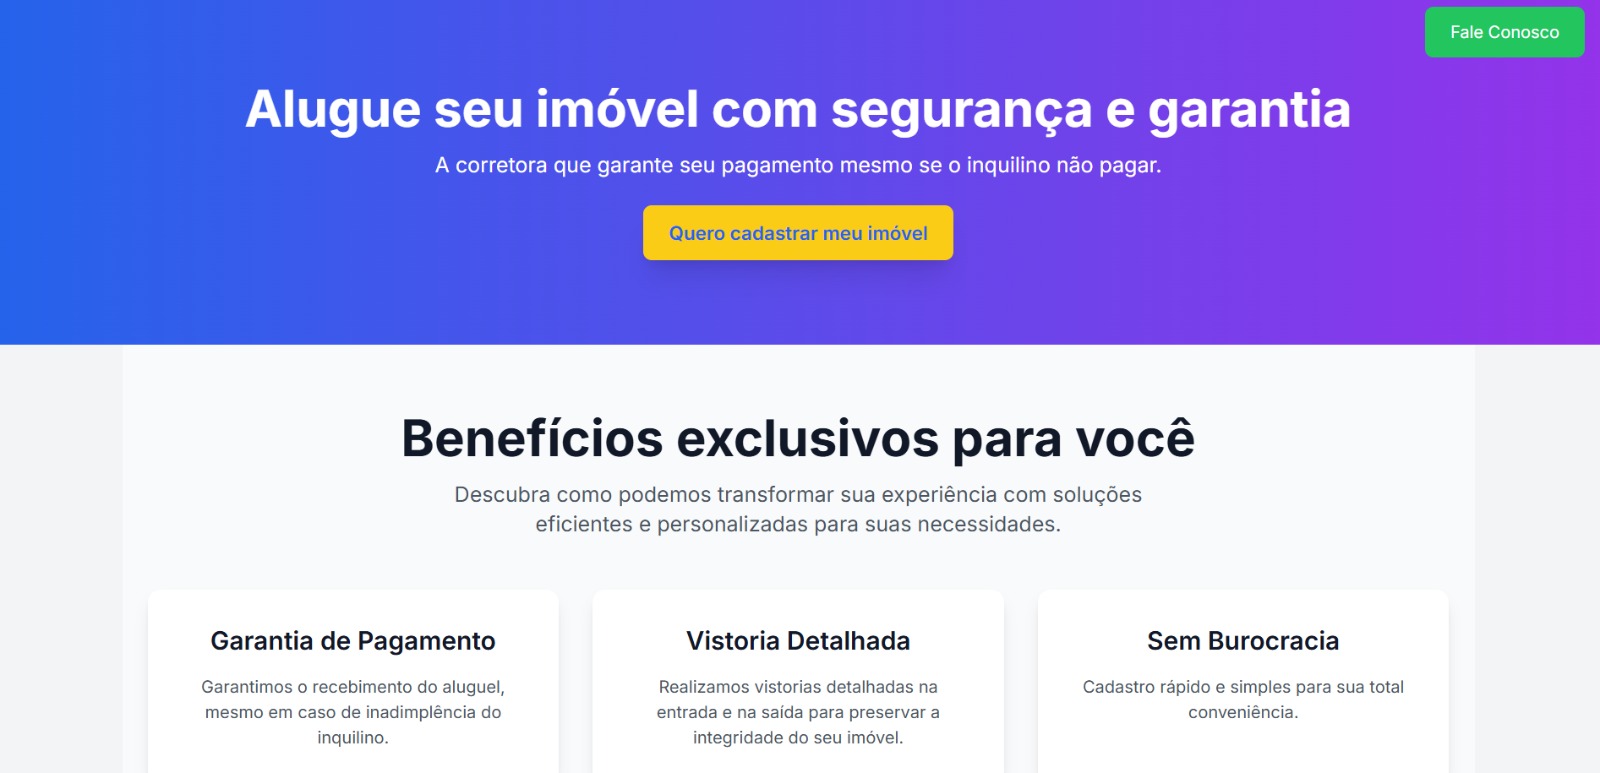 Fale Conosco
Alugue seu imóvel com segurança e garantia
A corretora que garante seu pagamento mesmo se o inquilino não pagar.
Quero cadastrar meu imóvel
Benefícios exclusivos para você
Descubra como podemos transformar sua experiência com soluções
eficientes e personalizadas para suas necessidades.
Garantia de Pagamento
Garantimos o recebimento do aluguel,
mesmo em caso de inadimplência do
inquilino.
Vistoria Detalhada
Realizamos vistorias detalhadas na
entrada e na saída para preservar a
integridade do seu imóvel.
Sem Burocracia
Cadastro rápido e simples para sua total
conveniência.